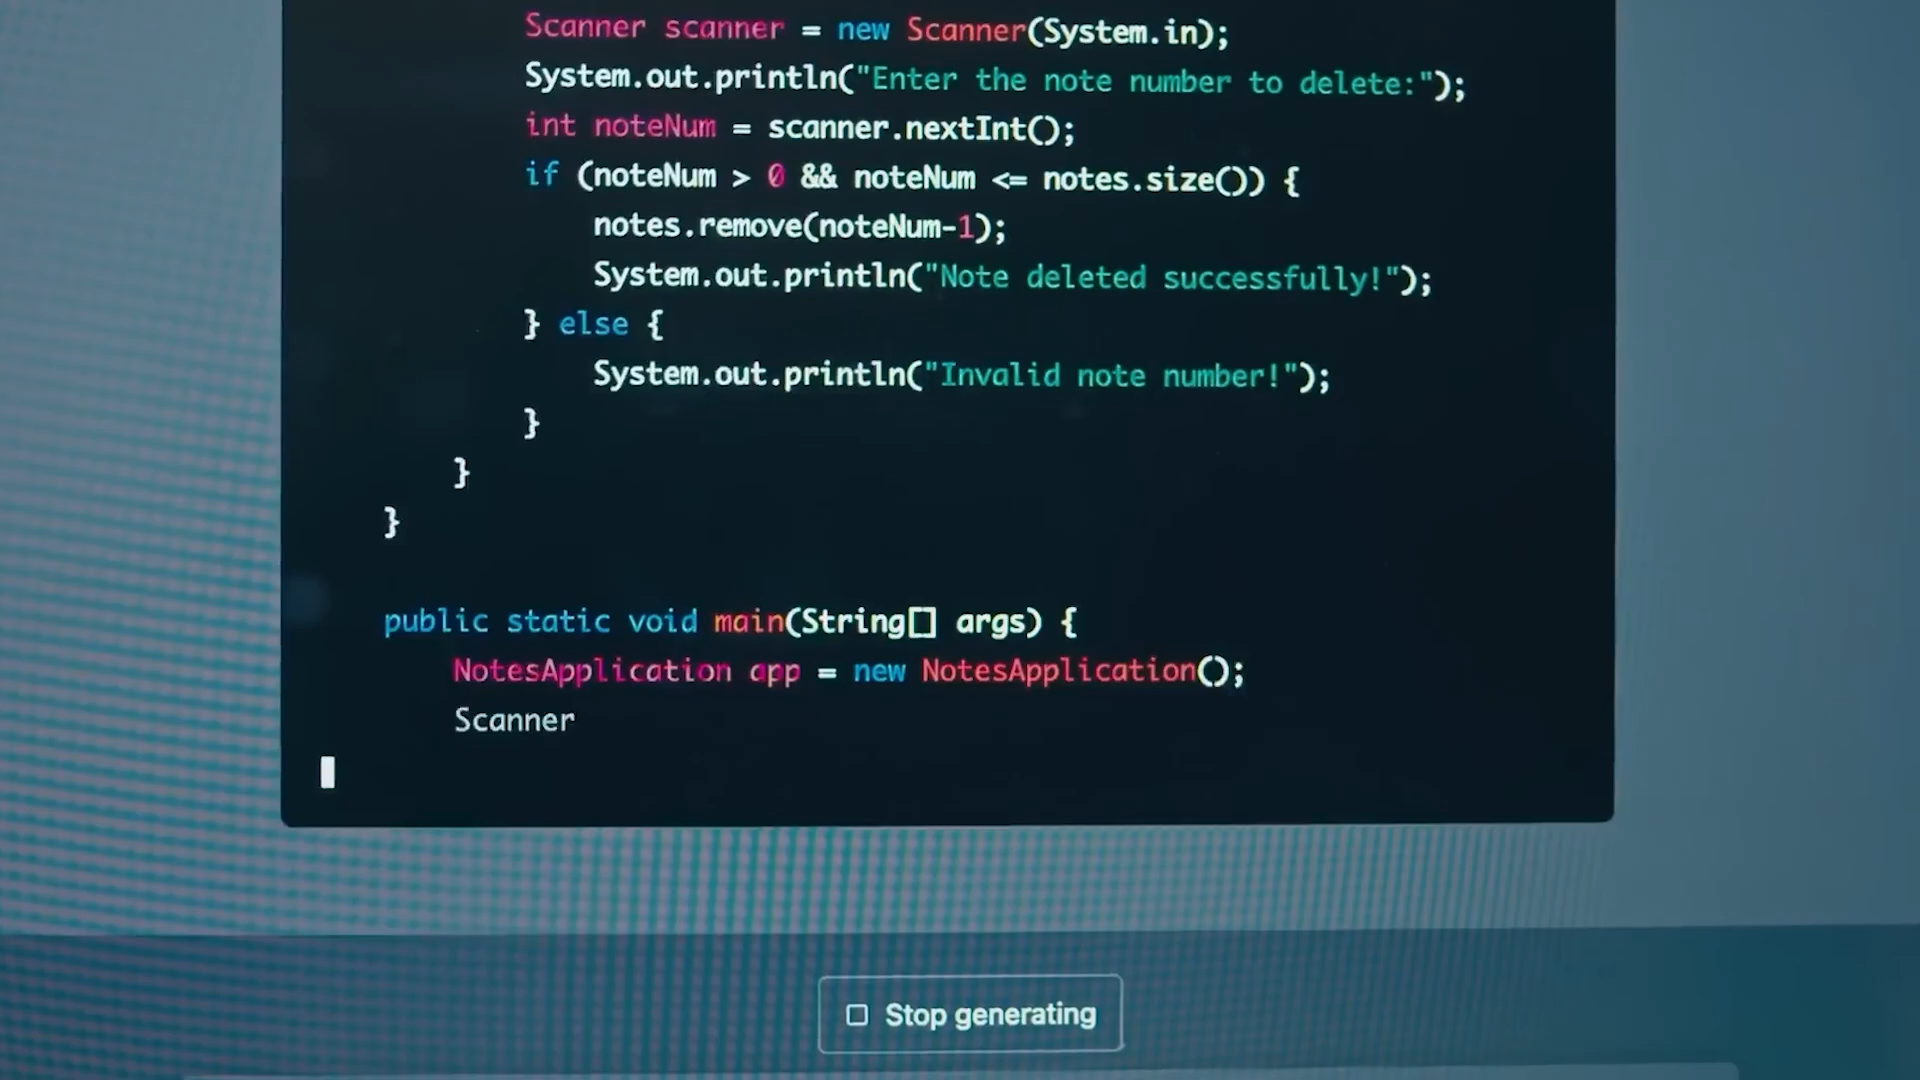 Scanner scanner = new Scanner(System.in);
System.out.println("Enter the note number to delete:");
int noteNum = scanner.nextInt();
if (noteNum > 0 && noteNum <= notes.size()) {
notes.remove(noteNum-1);
System.out.println("Note deleted successfully!");
} else {
System.out.println("Invalid note number!");
}
}
}
public static void main(String[] args) {
NotesApplication app = new NotesApplication();
Scanner
Stop generating